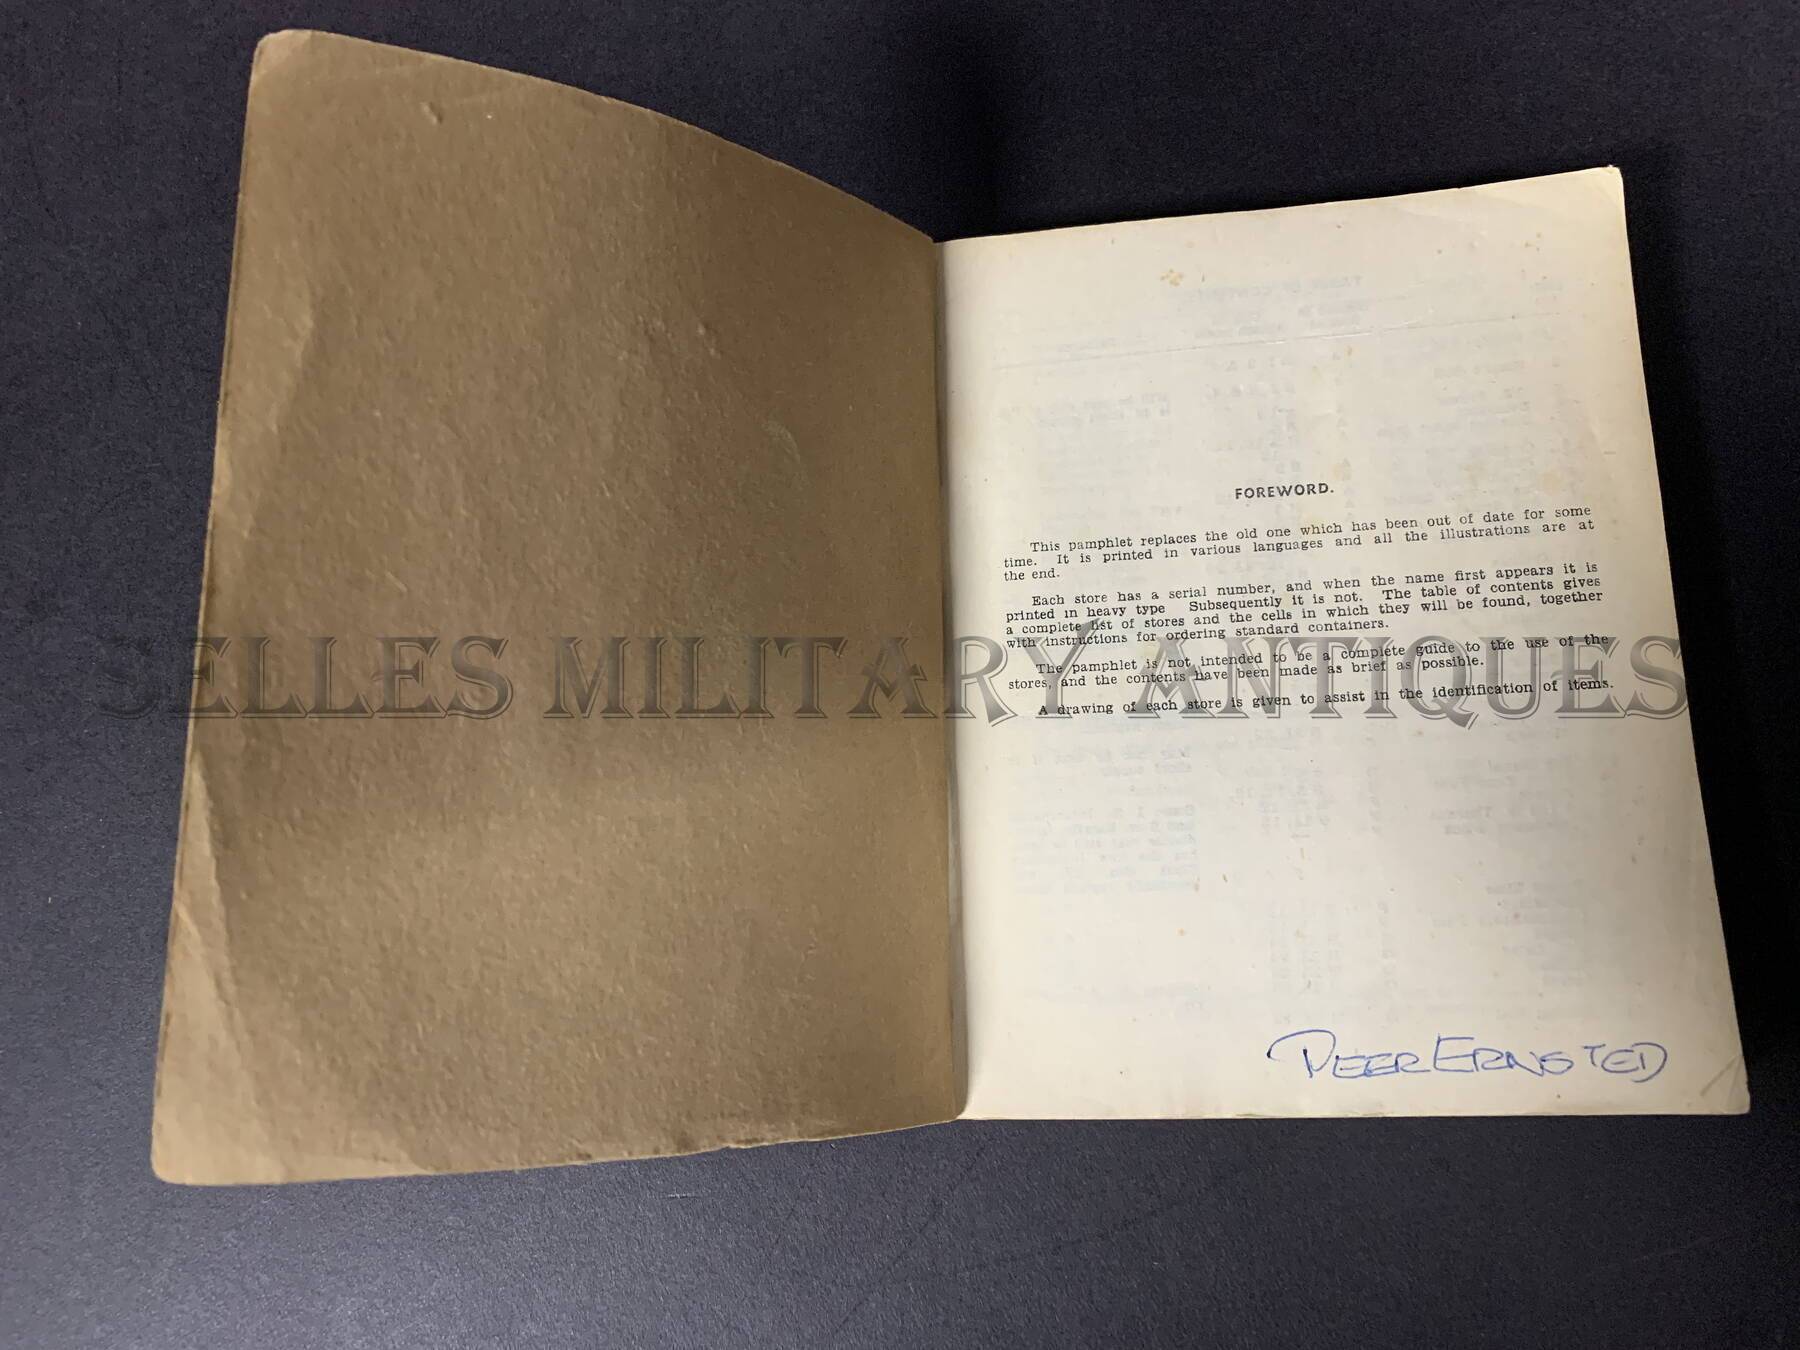 FOREWORD.
This pamphlet replaces the old one which has been out of date for some
time. It is printed in various languages and all the illustrations are at
the end.
Each store has a serial number, and when the name first appears it is
printed in heavy type Subsequently it is not. The table of contents gives
a complete list of stores and the cells in which they will be found, together
with instructions for ordering standard containers.
The pamphlet is not intended to be a complete guide to the use of the
stores, and the contents have been made as brief as possible.
A drawing of each store is given to assist in the identification of items.
CELLES MILITARY ANTIQUES
PEER ERNSTED